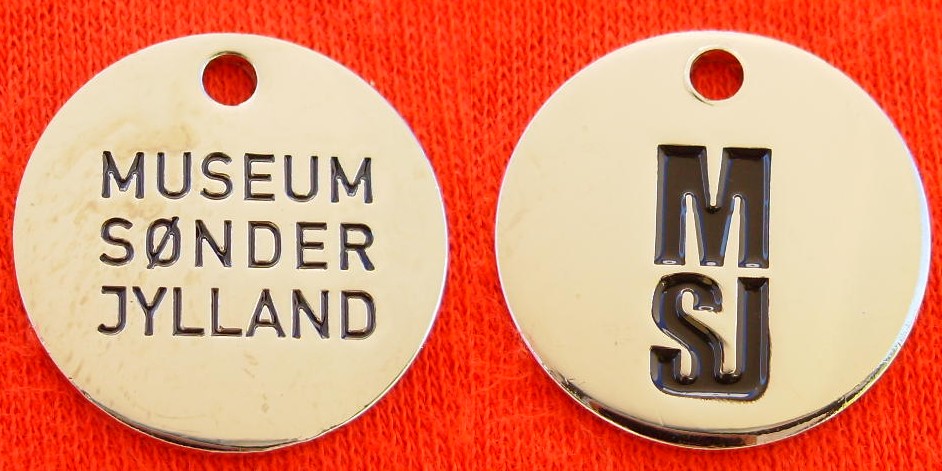 MUSEUM
SØNDER
JYLLAND
M
SJ